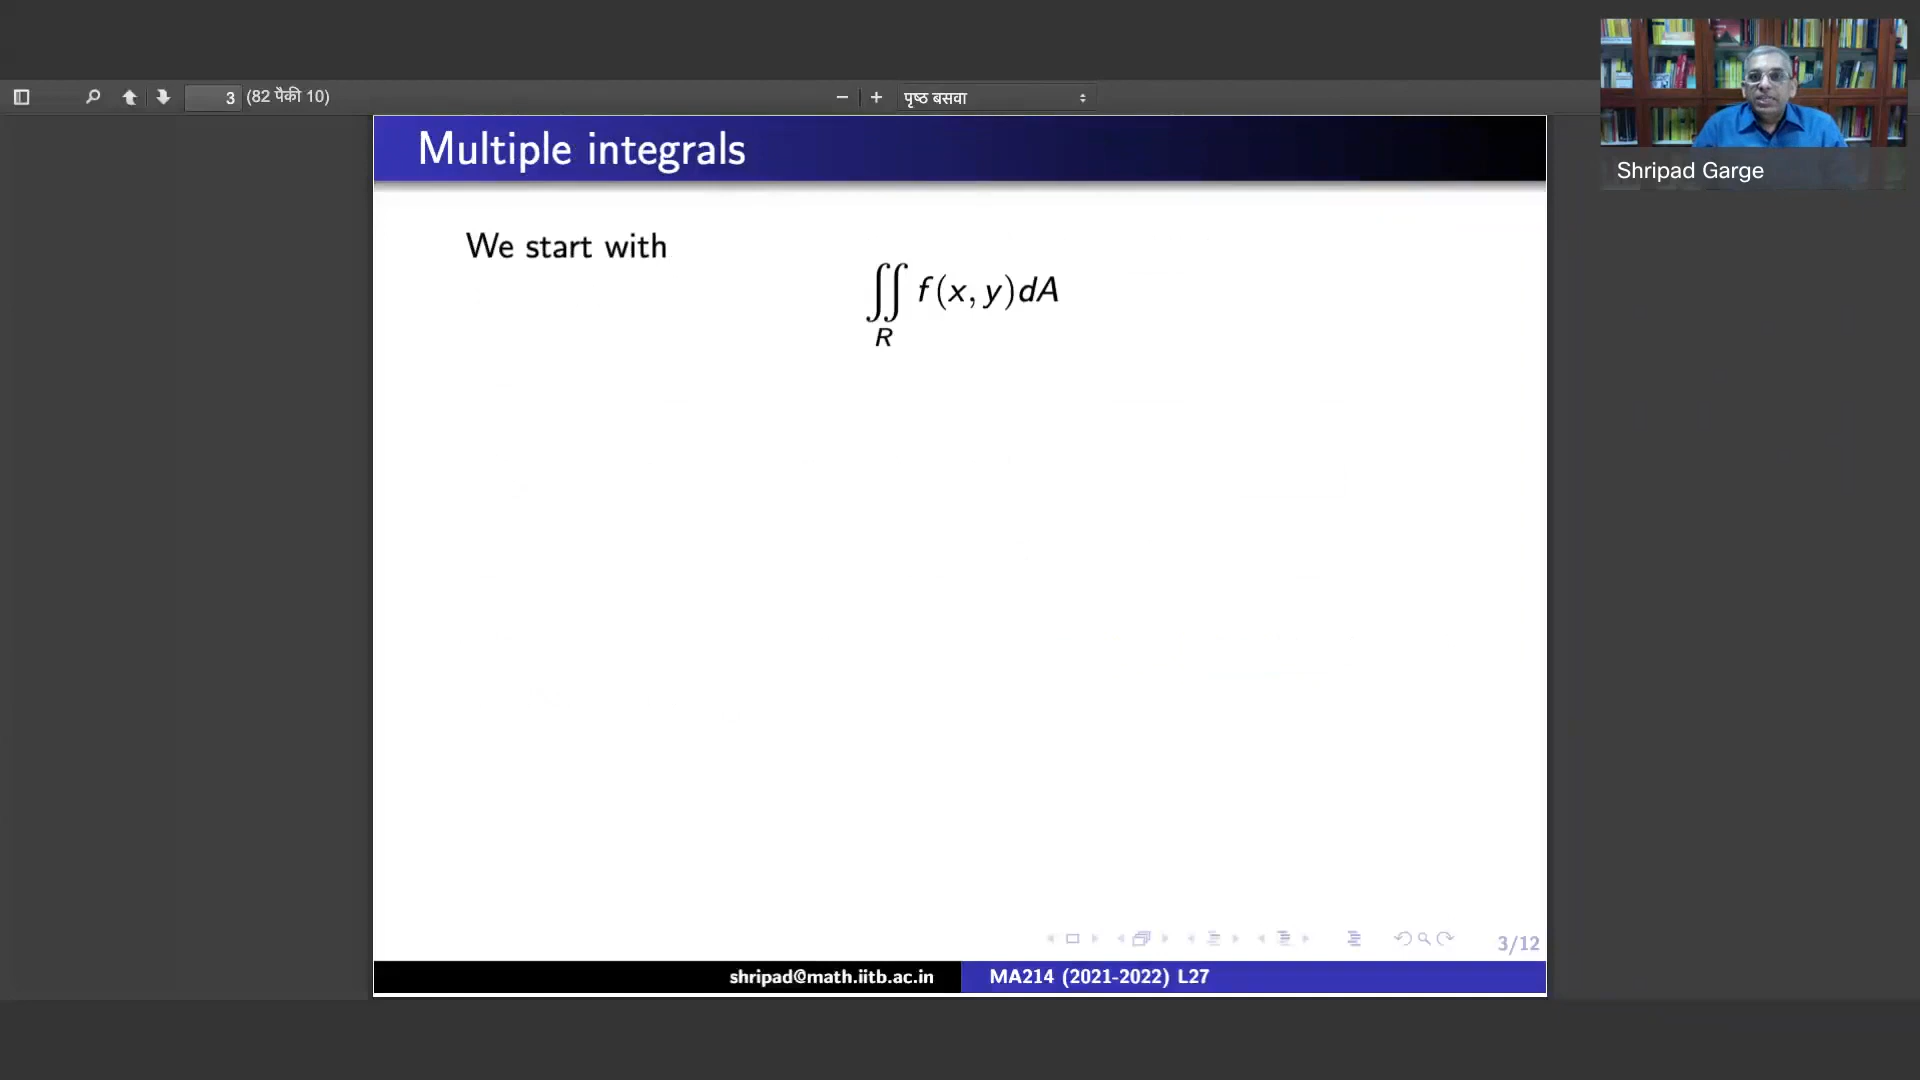 3 (82 पैकी 10)
पृष्ठ बसवा
Shripad Garge
Multiple integrals
We start with
∬ f(x, y)dA
R
3/12
shripad@math.iitb.ac.in MA214 (2021-2022) L27